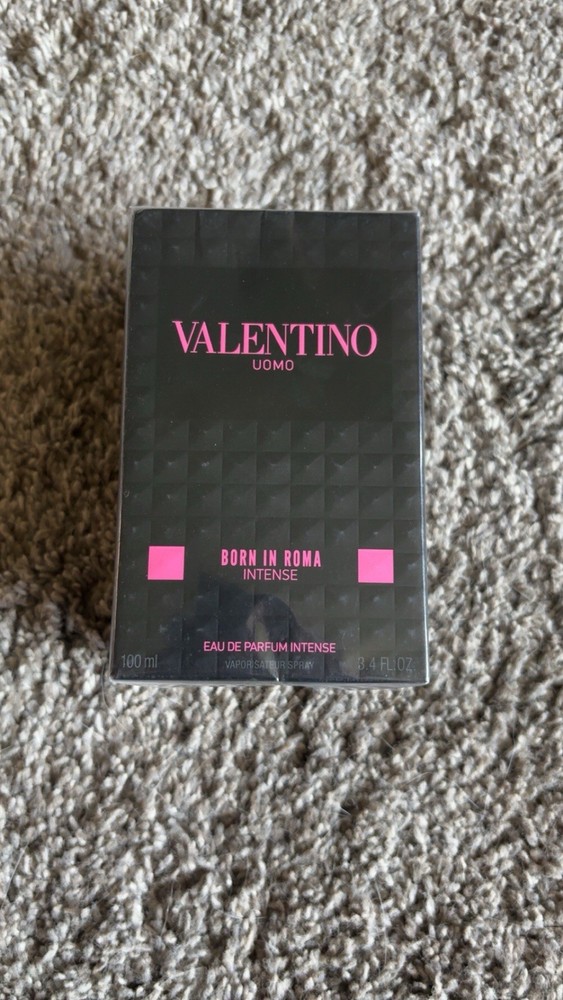 VALENTINO
UOMO
BORN IN ROMA
INTENSE
EAU DE PARFUM INTENSE
100 ml VAPORISATEUR SPRAY 3.4 FL.OZ